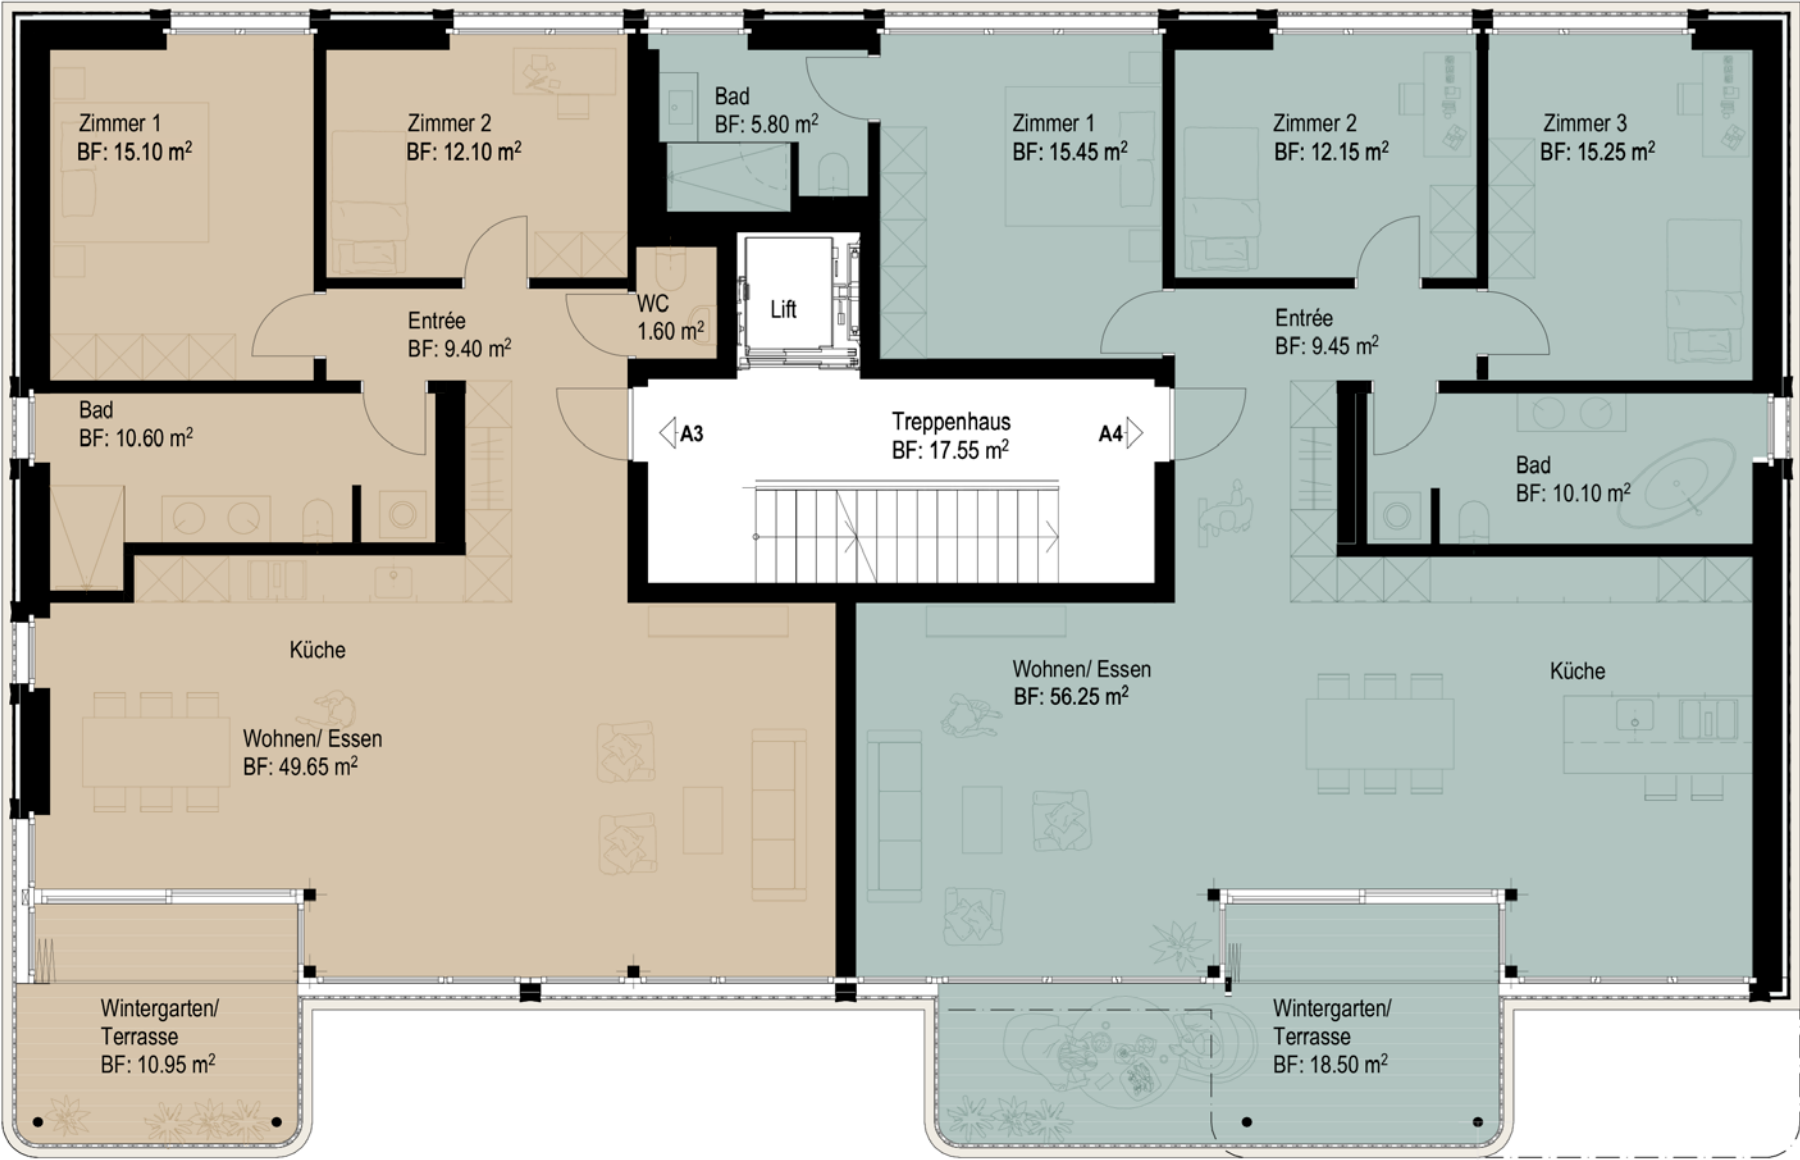 Zimmer 1
BF: 15.10 m²
Zimmer 2
BF: 12.10 m²
Bad
BF: 5.80 m²
Zimmer 1
BF: 15.45 m²
Zimmer 2
BF: 12.15 m²
Zimmer 3
BF: 15.25 m²
Entrée
BF: 9.40 m²
WC
1.60 m²
Lift
Entrée
BF: 9.45 m²
Bad
BF: 10.60 m²
A3
Treppenhaus
BF: 17.55 m²
A4
Bad
BF: 10.10 m²
Küche
Wohnen/ Essen
BF: 49.65 m²
Wohnen/ Essen
BF: 56.25 m²
Küche
Wintergarten/
Terrasse
BF: 10.95 m²
Wintergarten/
Terrasse
BF: 18.50 m²